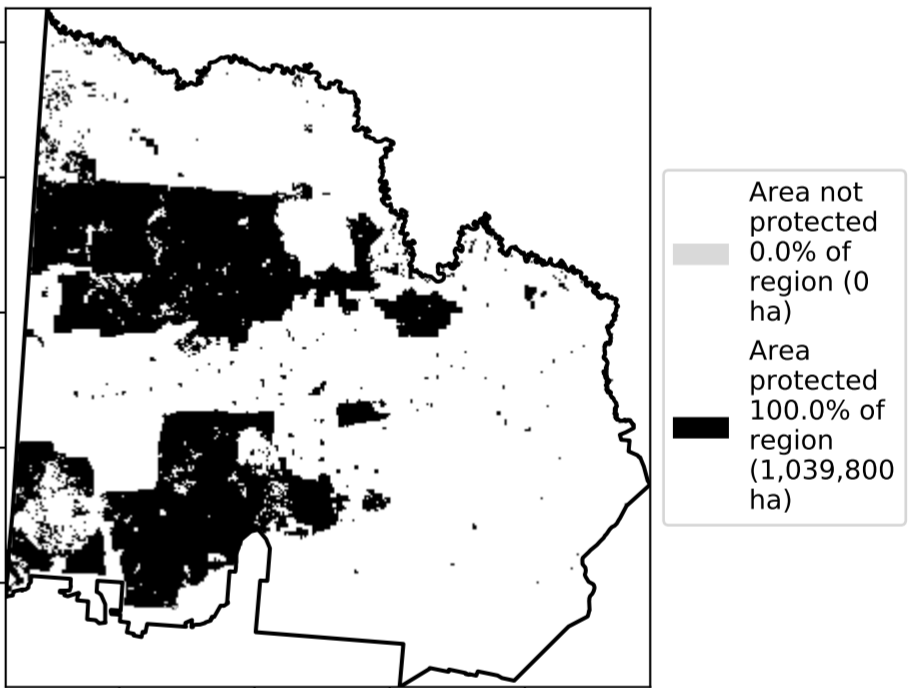 Area not
protected
0.0% of
region (0
ha)
Area
protected
100.0% of
region
(1,039,800
ha)